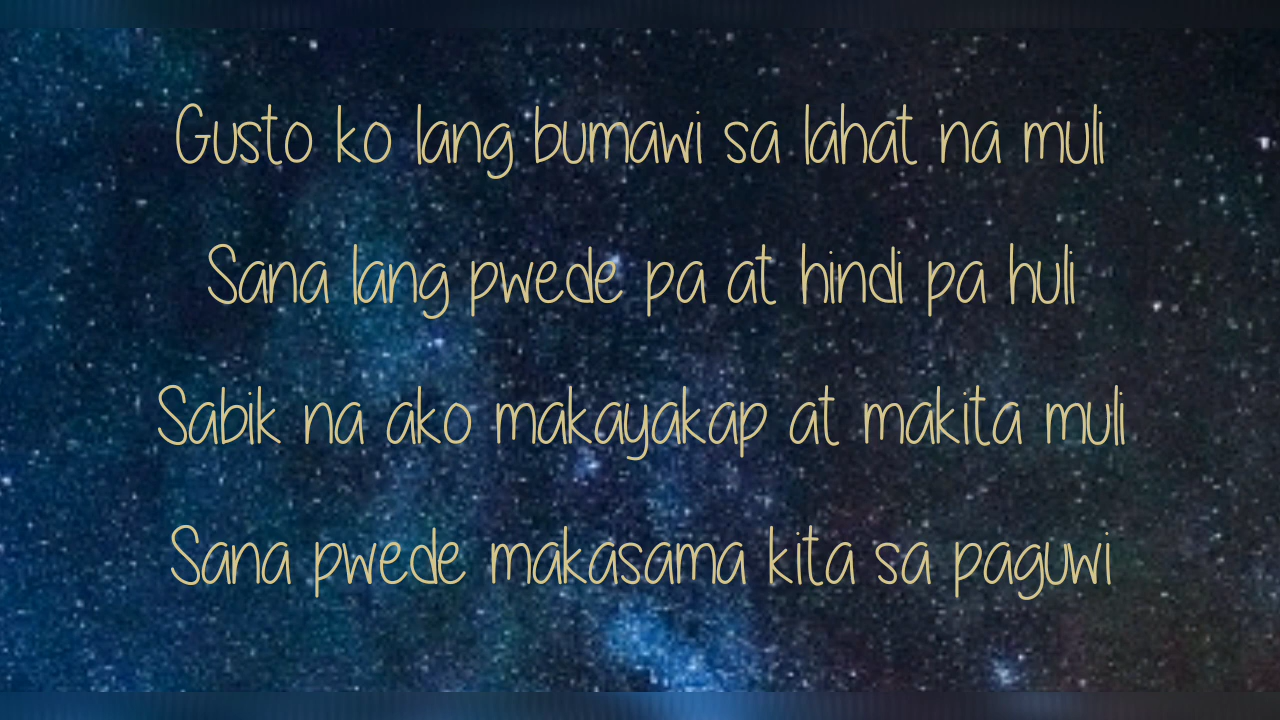 Gusto ko lang bumawi sa lahat na muli
Sana lang pwede pa at hindi pa huli
Sabik na ako makayakap at makita muli
Sana pwede makasama kita sa paguwi